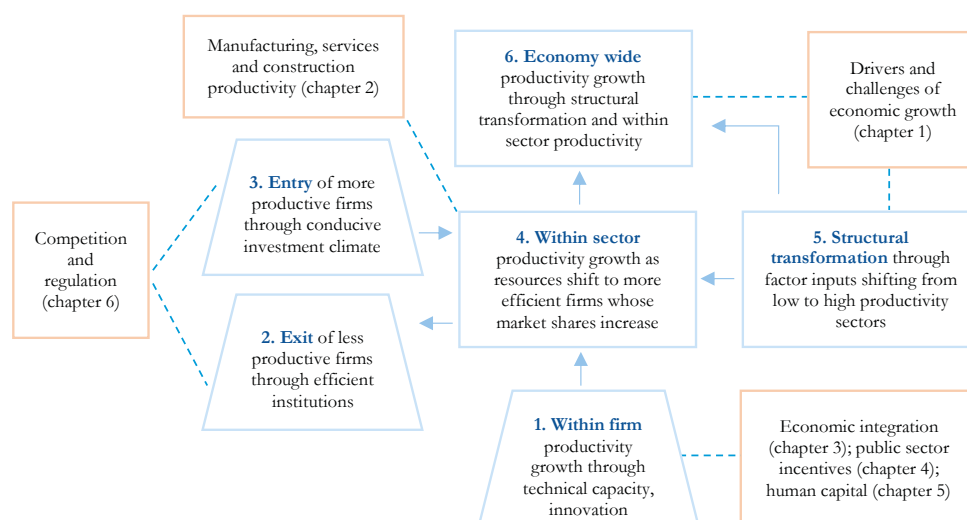 Manufacturing, services
and construction
productivity (chapter 2)
6. Economy wide
productivity growth
through structural
transformation and within
sector productivity
Drivers and
challenges of
economic growth
(chapter 1)
3. Entry of more
productive firms
through conducive
investment climate
Competition
and
regulation
(chapter 6)
4. Within sector
productivity growth as
resources shift to more
efficient firms whose
market shares increase
5. Structural
transformation through
factor inputs shifting from
low to high productivity
sectors
2. Exit of less
productive firms
through efficient
institutions
1. Within firm
productivity
growth through
technical capacity,
innovation
Economic integration
(chapter 3); public sector
incentives (chapter 4);
human capital (chapter 5)